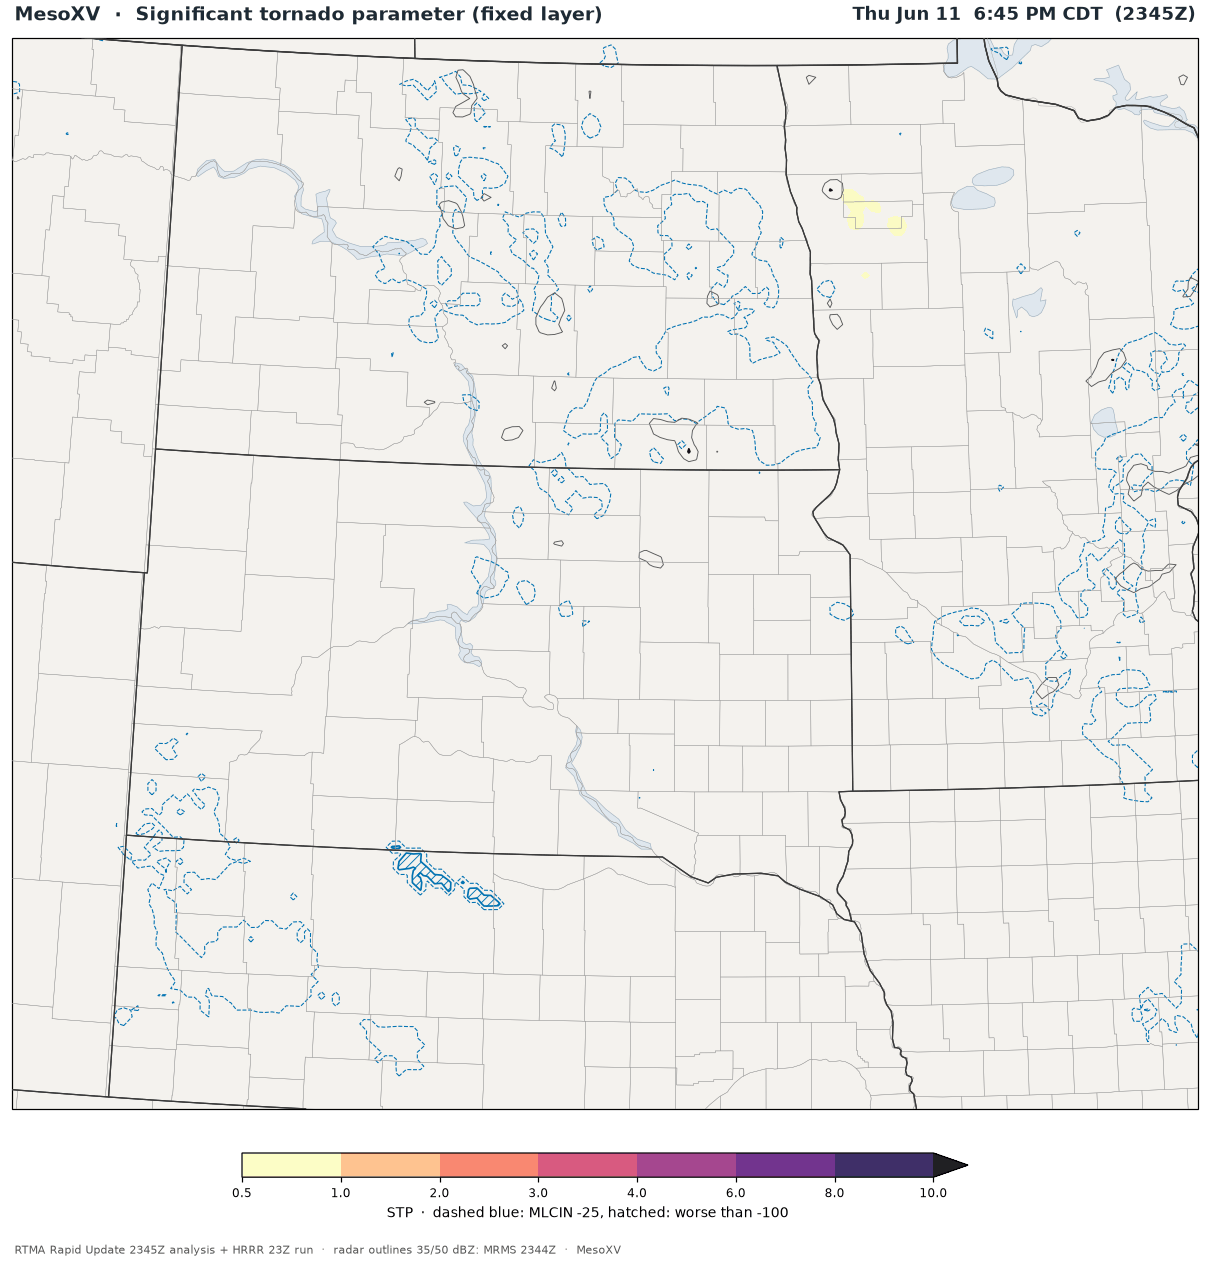 MesoXV · Significant tornado parameter (fixed layer)
Thu Jun 11 6:45 PM CDT (2345Z)
0.5 1.0 2.0 3.0 4.0 6.0 8.0 10.0
STP · dashed blue: MLCIN -25, hatched: worse than -100
RTMA Rapid Update 2345Z analysis + HRRR 23Z run · radar outlines 35/50 dBZ: MRMS 2344Z · MesoXV